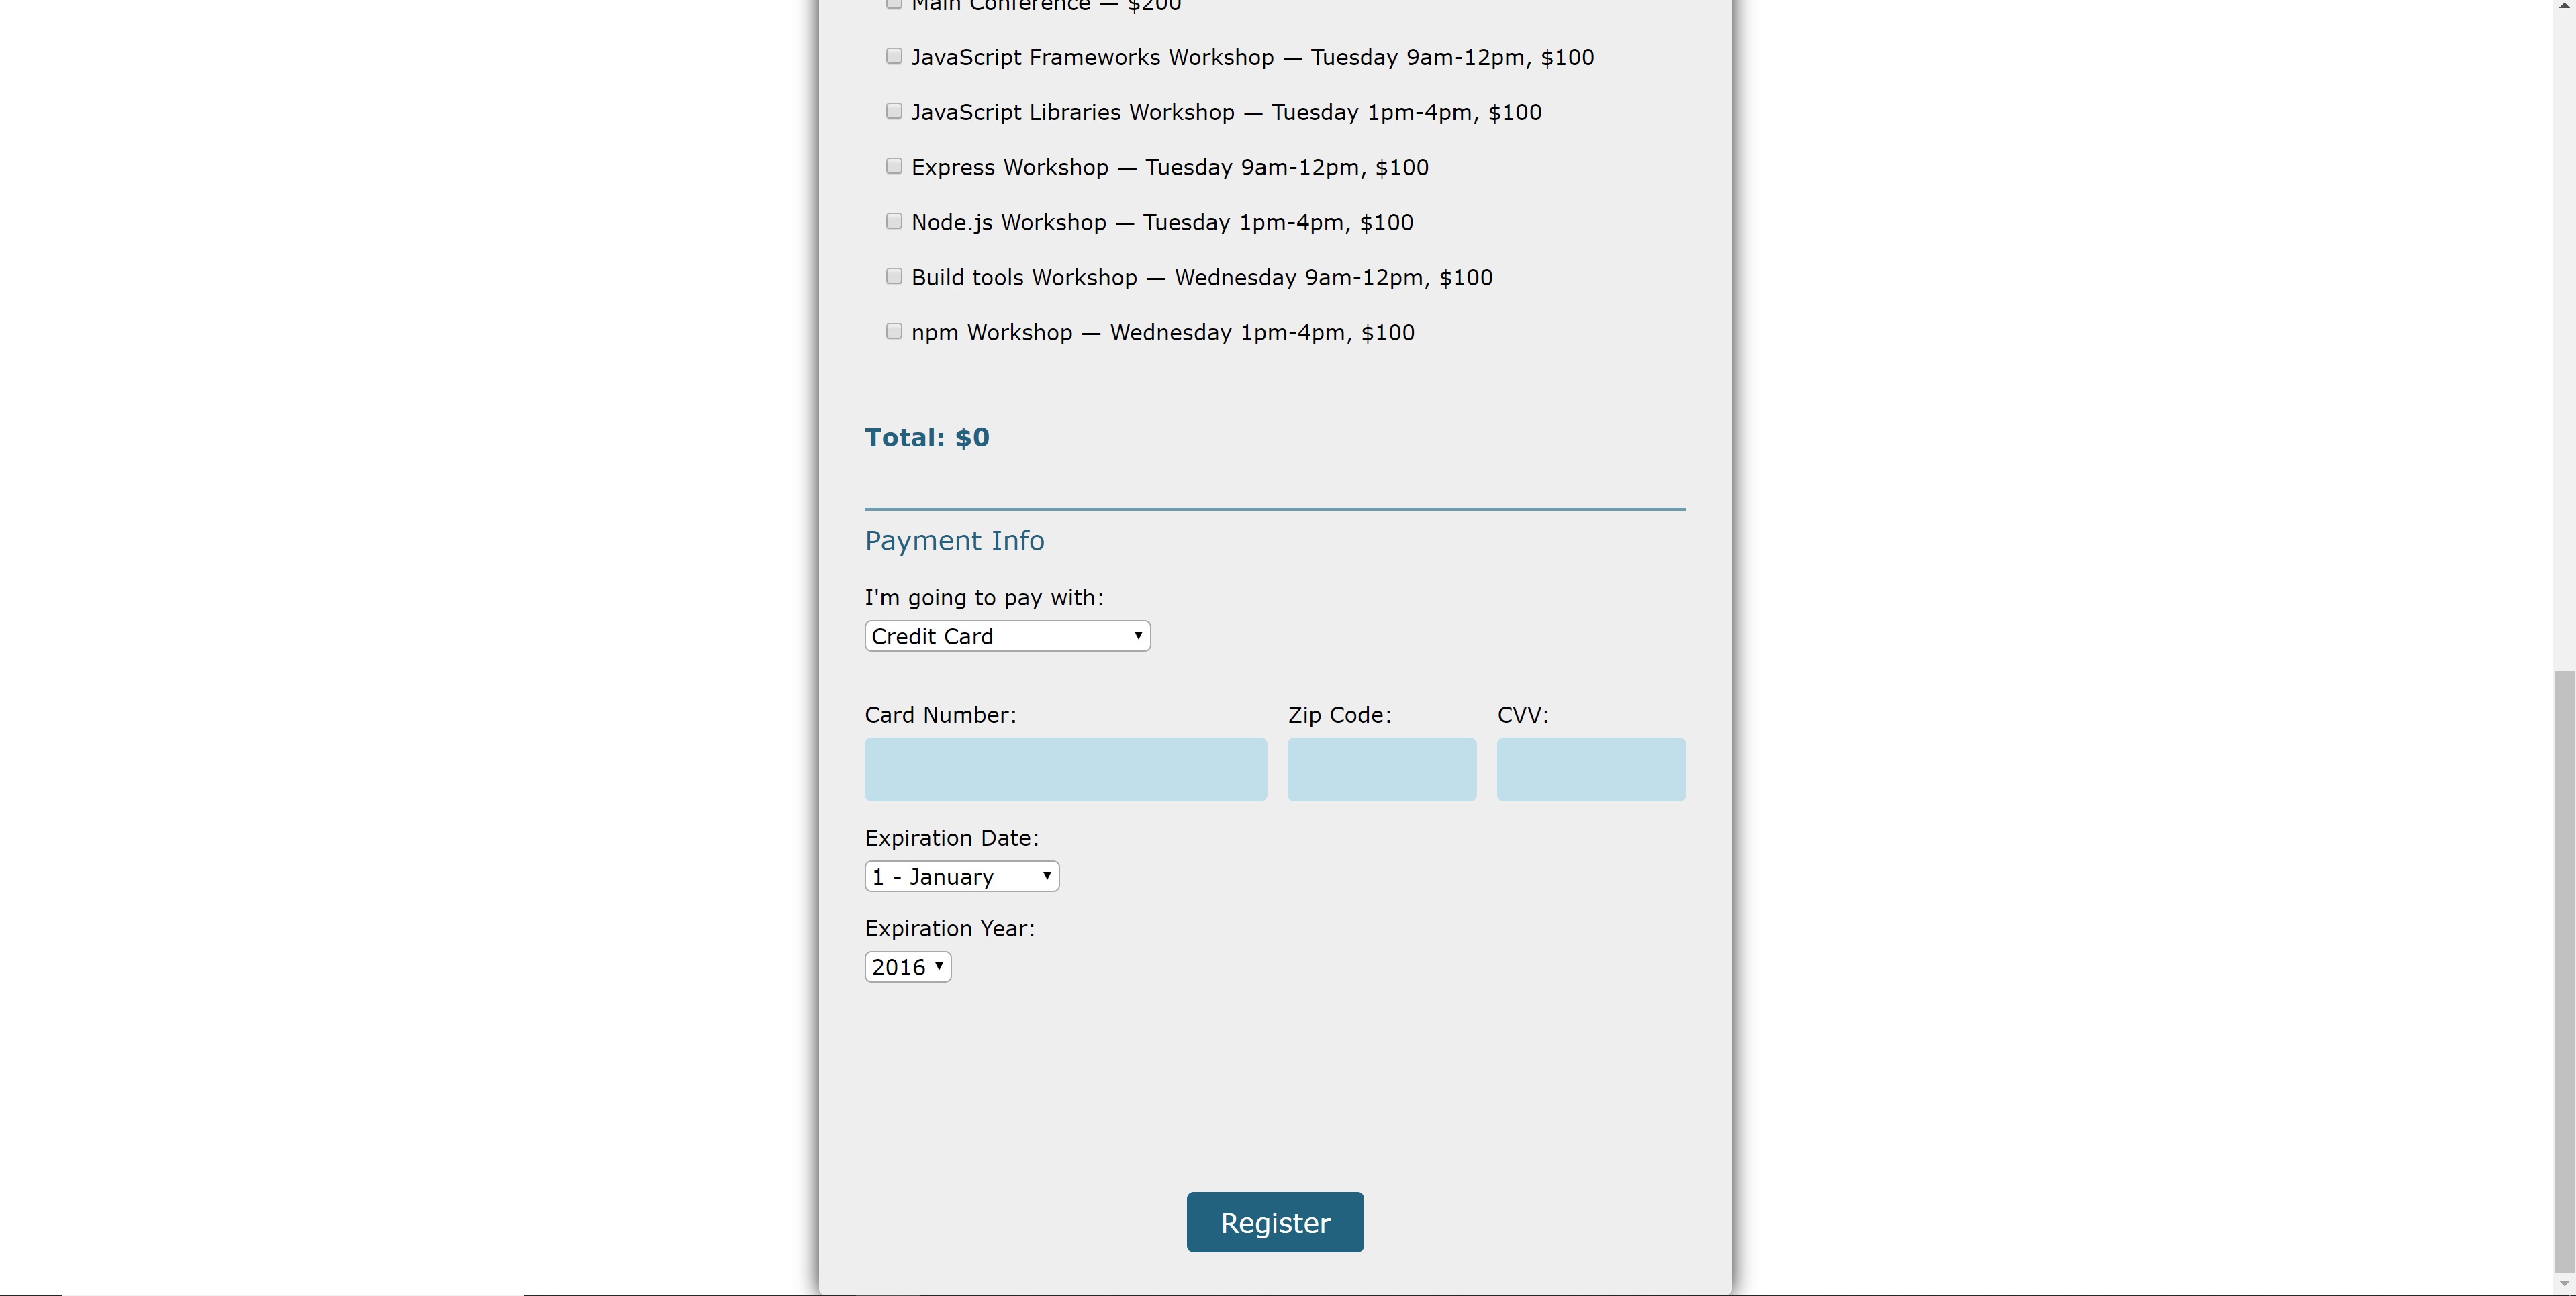 Main Conference — $200
JavaScript Frameworks Workshop — Tuesday 9am-12pm, $100
JavaScript Libraries Workshop — Tuesday 1pm-4pm, $100
Express Workshop — Tuesday 9am-12pm, $100
Node.js Workshop — Tuesday 1pm-4pm, $100
Build tools Workshop — Wednesday 9am-12pm, $100
npm Workshop — Wednesday 1pm-4pm, $100
Total: $0
Payment Info
I'm going to pay with:
Credit Card
Card Number: Zip Code: CVV:
Expiration Date:
1 - January
Expiration Year:
2016
Register